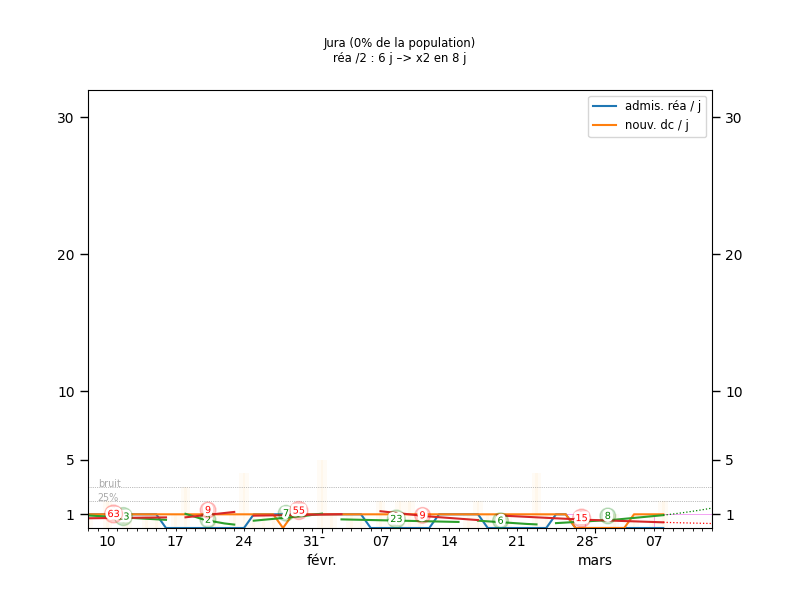 Jura (0% de la population)
réa /2 : 6 j –> x2 en 8 j
admis. réa / j
nouv. dc / j
30 30
20 20
10 10
5 5
1 1
bruit
25%
63 9 2 7 55 23 9 6 -15 8
10 17 24 31 07 14 21 28 07
févr. mars